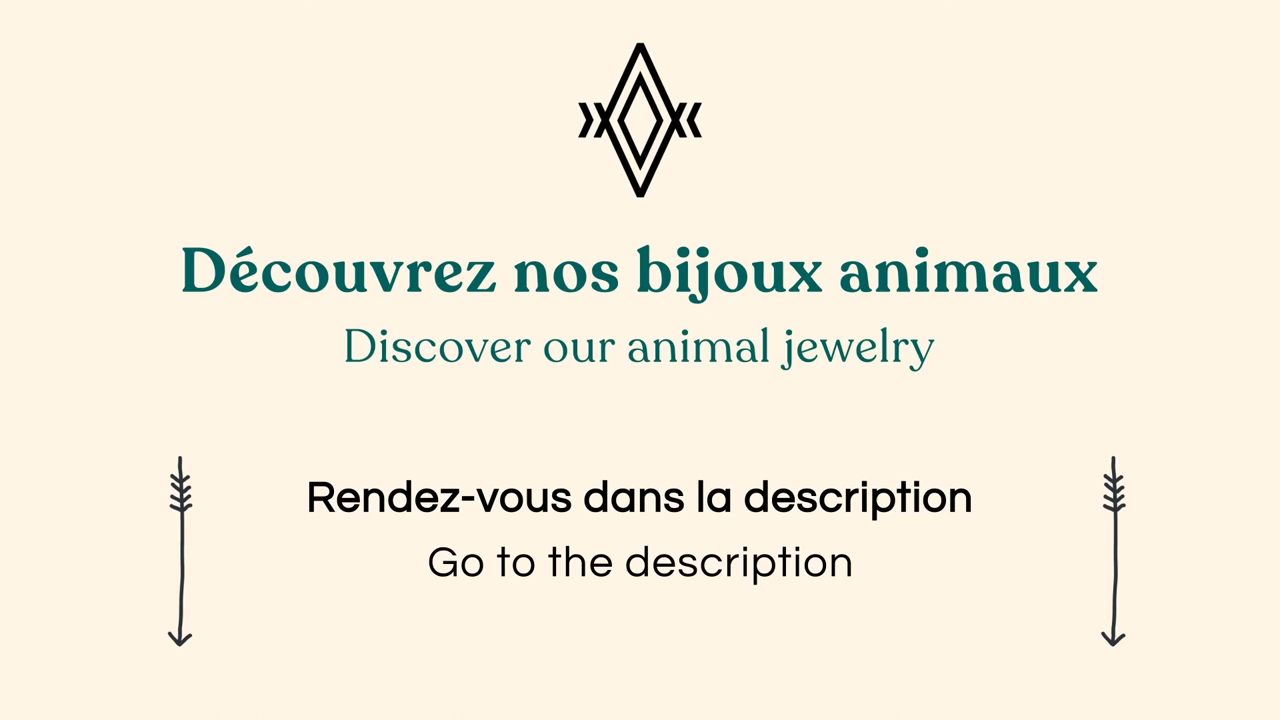 Découvrez nos bijoux animaux
Discover our animal jewelry
Rendez-vous dans la description
Go to the description